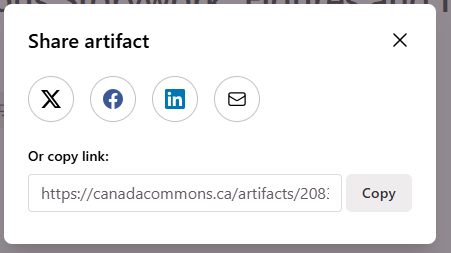 Share artifact
Or copy link:
https://canadacommons.ca/artifacts/208
Copy